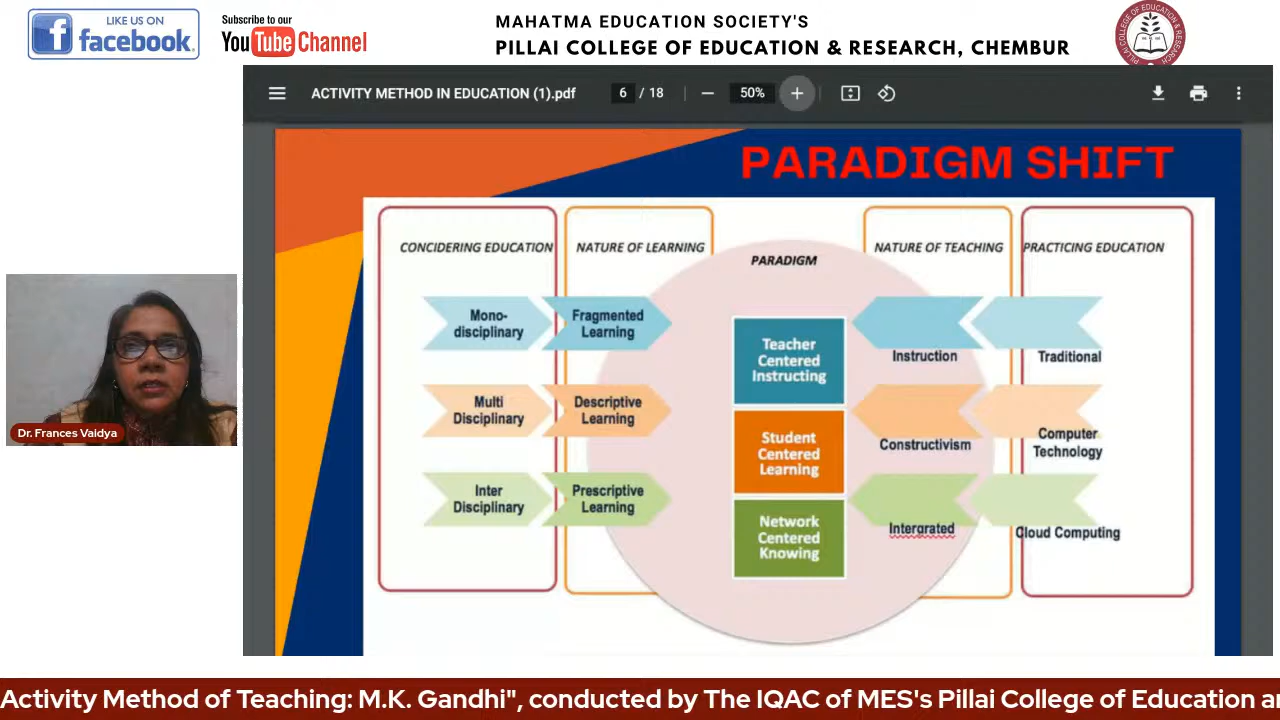 LIKE US ON
facebook.
Subscribe to our
YouTube Channel
MAHATMA EDUCATION SOCIETY'S
PILLAI COLLEGE OF EDUCATION & RESEARCH, CHEMBUR
ACTIVITY METHOD IN EDUCATION (1).pdf
6 / 18
50%
PARADIGM SHIFT
CONCIDERING EDUCATION
NATURE OF LEARNING
PARADIGM
NATURE OF TEACHING
PRACTICING EDUCATION
Mono-
disciplinary
Fragmented
Learning
Teacher
Centered
Instructing
Instruction
Traditional
Multi
Disciplinary
Descriptive
Learning
Student
Centered
Learning
Constructivism
Computer
Technology
Inter
Disciplinary
Prescriptive
Learning
Network
Centered
Knowing
Intergrated
Cloud Computing
Dr. Frances Vaidya
Activity Method of Teaching: M.K. Gandhi", conducted by The IQAC of MES's Pillai College of Education a